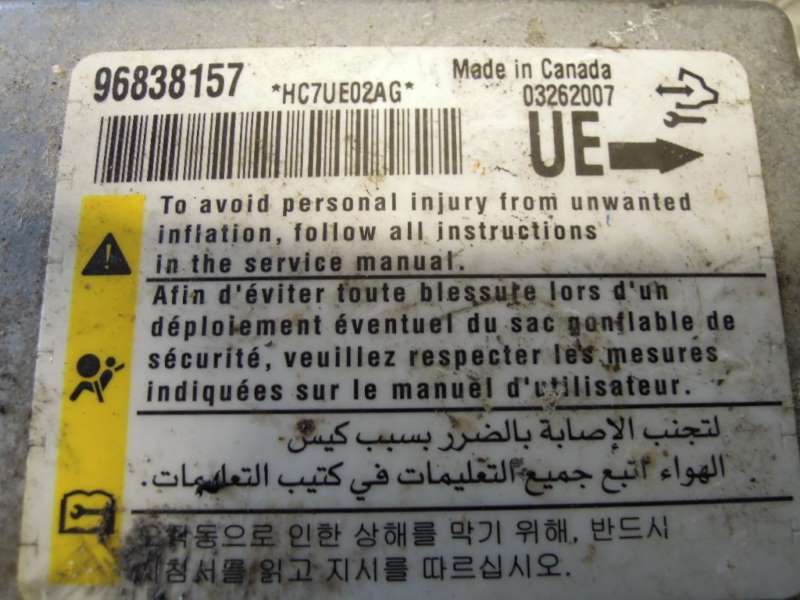 96838157 *HC7UE02AG* Made in Canada
03262007
UE
To avoid personal injury from unwanted
inflation, follow all instructions
in the service manual.
Afin d'éviter toute blessure lors d'un
déploiement éventuel du sac gonflable de
sécurité, veuillez respecter les mesures
indiquées sur le manuel d'utilisateur.
لتجنب الإصابة بالضرر بسبب كيس
الهواء اتبع جميع التعليمات في كتيب التعليمات.
인한 상해를 막기 위해, 반드시
읽고 지시를 따르십시오.